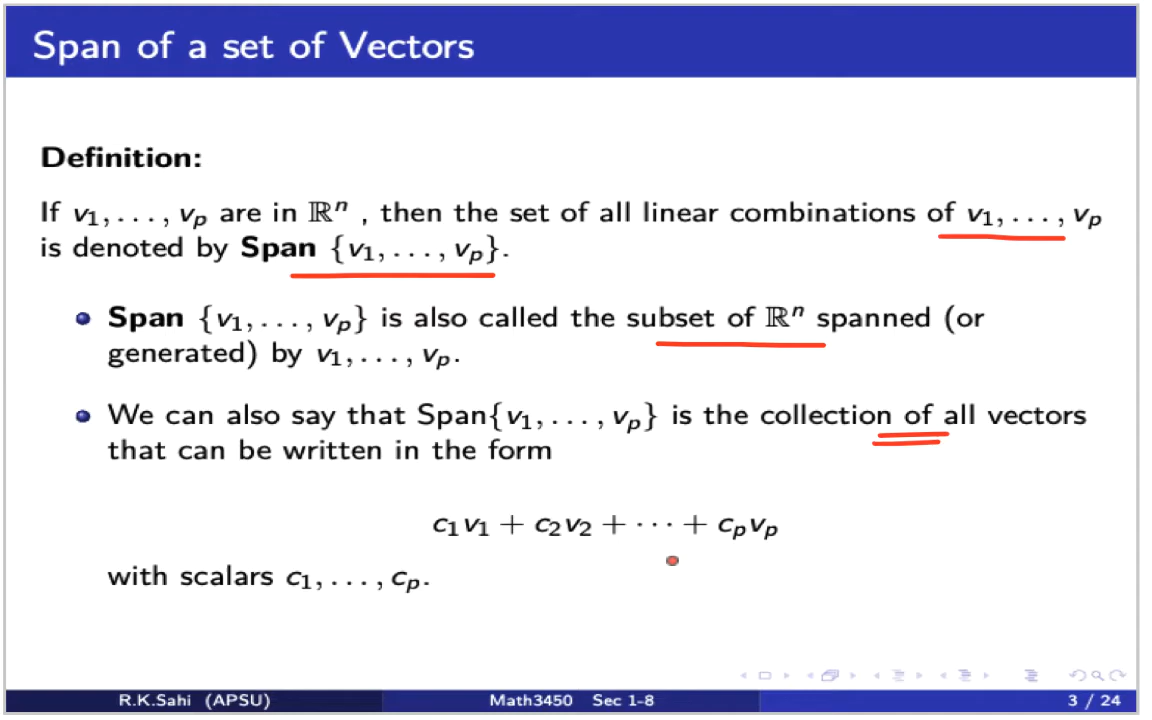 Span of a set of Vectors
Definition:
If v₁, . . . , vₚ are in ℝⁿ , then the set of all linear combinations of v₁, . . . , vₚ
is denoted by Span {v₁, . . . , vₚ}.
Span {v₁, . . . , vₚ} is also called the subset of ℝⁿ spanned (or
generated) by v₁, . . . , vₚ.
We can also say that Span{v₁, . . . , vₚ} is the collection of all vectors
that can be written in the form
c₁v₁ + c₂v₂ + · · · + cₚvₚ
with scalars c₁, . . . , cₚ.
R.K.Sahi (APSU) Math3450 Sec 1-8 3 / 24